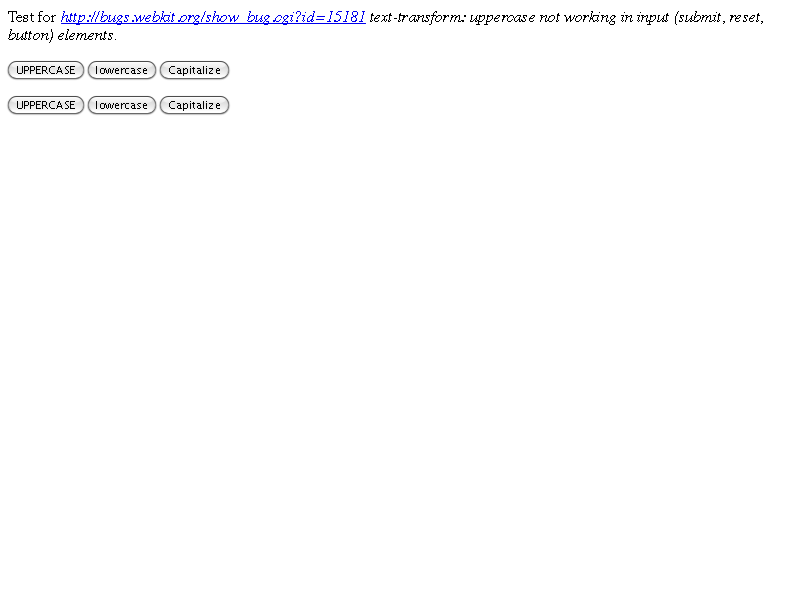 Test for http://bugs.webkit.org/show_bug.cgi?id=15181 text-transform: uppercase not working in input (submit, reset,
button) elements.
UPPERCASE lowercase Capitalize
UPPERCASE lowercase Capitalize